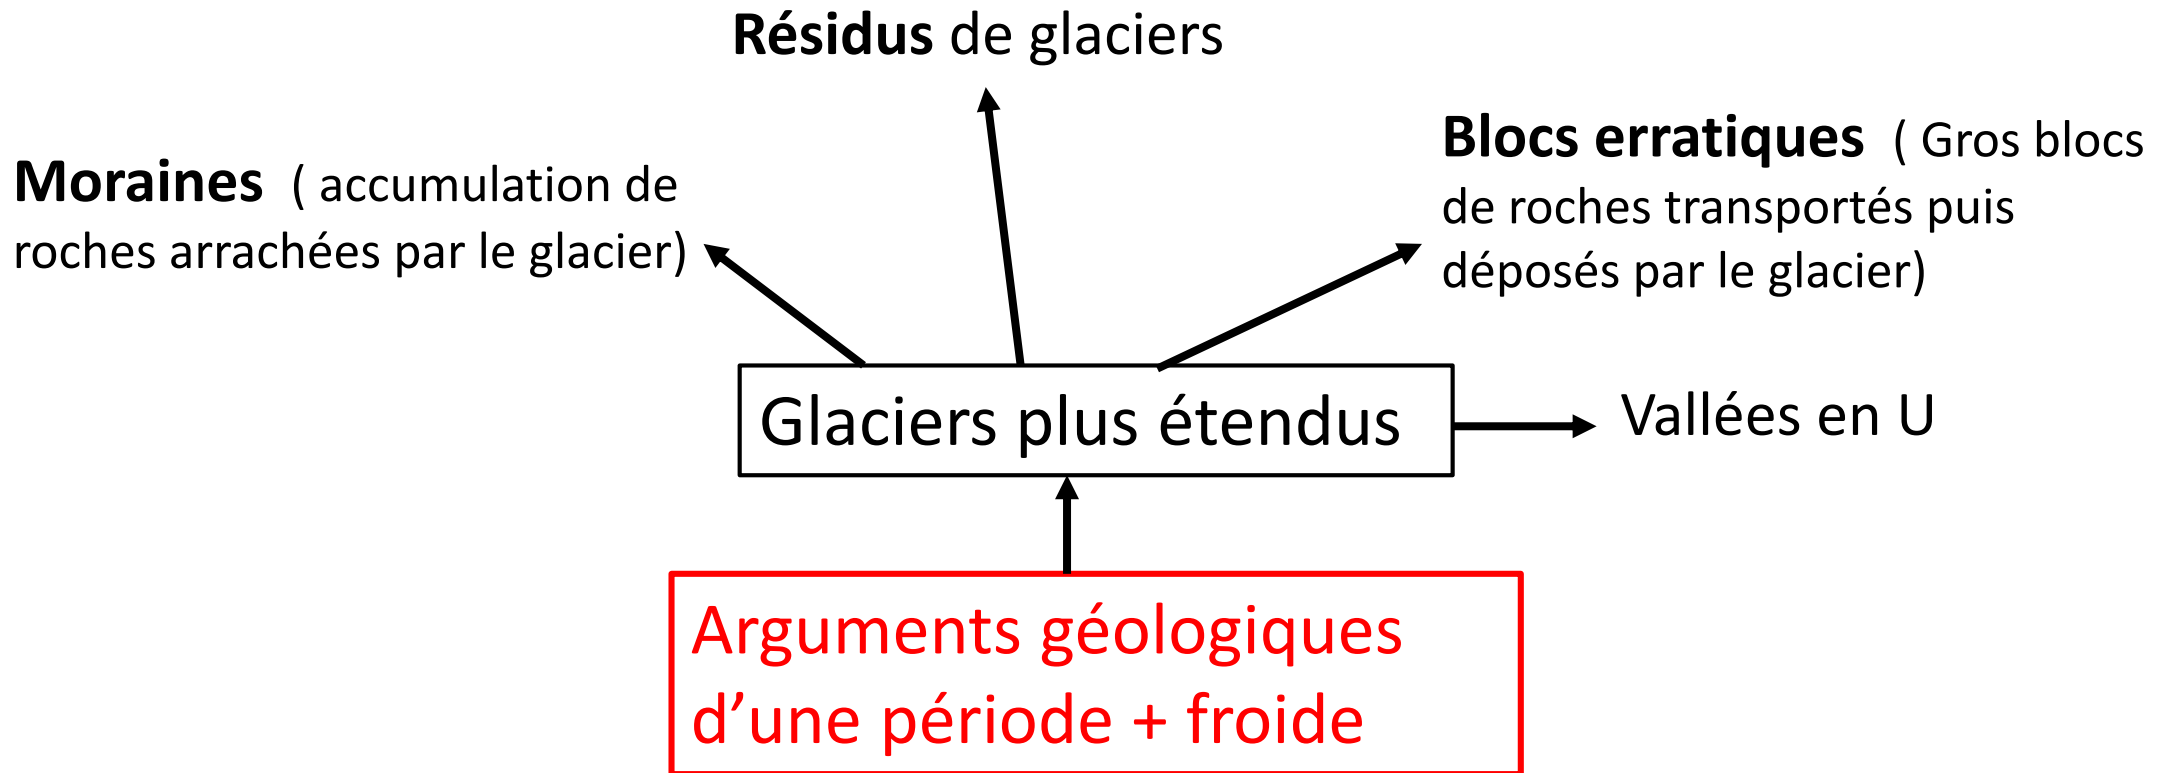 Résidus de glaciers
Moraines ( accumulation de
roches arrachées par le glacier)
Blocs erratiques ( Gros blocs
de roches transportés puis
déposés par le glacier)
Glaciers plus étendus
Vallées en U
Arguments géologiques
d’une période + froide